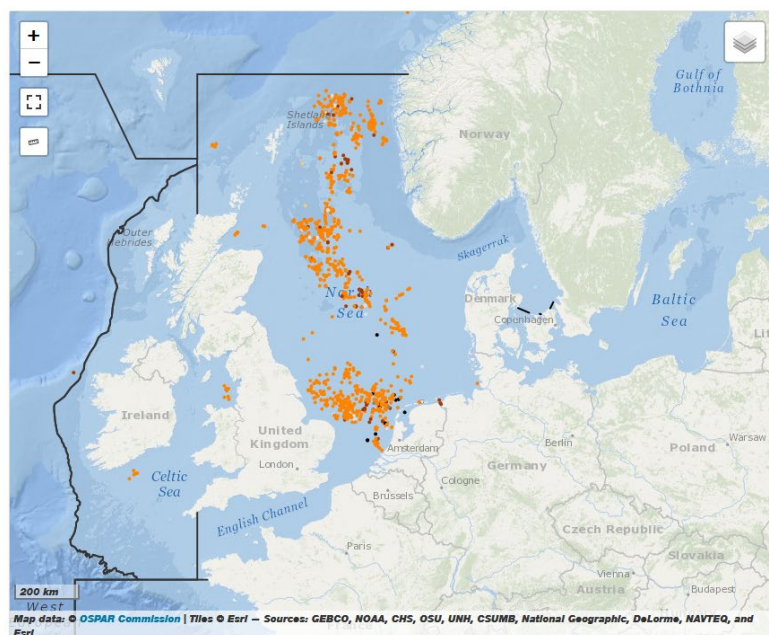 +
−
Gulf of
Bothnia
Shetland
Islands
Norway
Outer
Hebrides
Skagerrak
North
Sea
Denmark
Baltic
Sea
Copenhagen
Lit
Ireland
United
Kingdom
Amsterdam
Berlin
Poland
Warsaw
London
Germany
Celtic
Sea
Cologne
Brussels
English Channel
Czech Republic
Paris
Slovakia
Vienna
200 km
Austria
Budapest
West
France
Map data: © OSPAR Commission | Tiles © Esri — Sources: GEBCO, NOAA, CHS, OSU, UNH, CSUMB, National Geographic, DeLorme, NAVTEQ, and
Esri